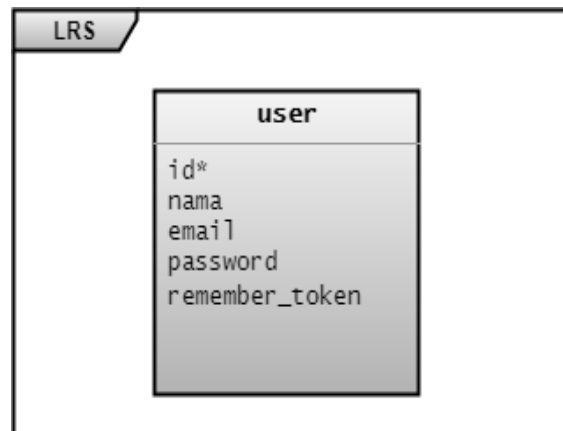 LRS
user
id*
nama
email
password
remember_token